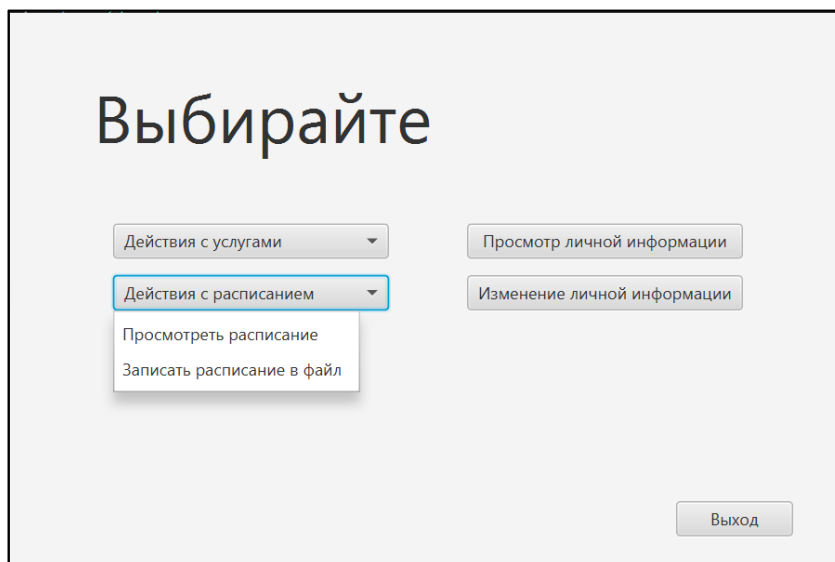 Выбирайте
Действия с услугами
Просмотр личной информации
Действия с расписанием
Изменение личной информации
Просмотреть расписание
Записать расписание в файл
Выход